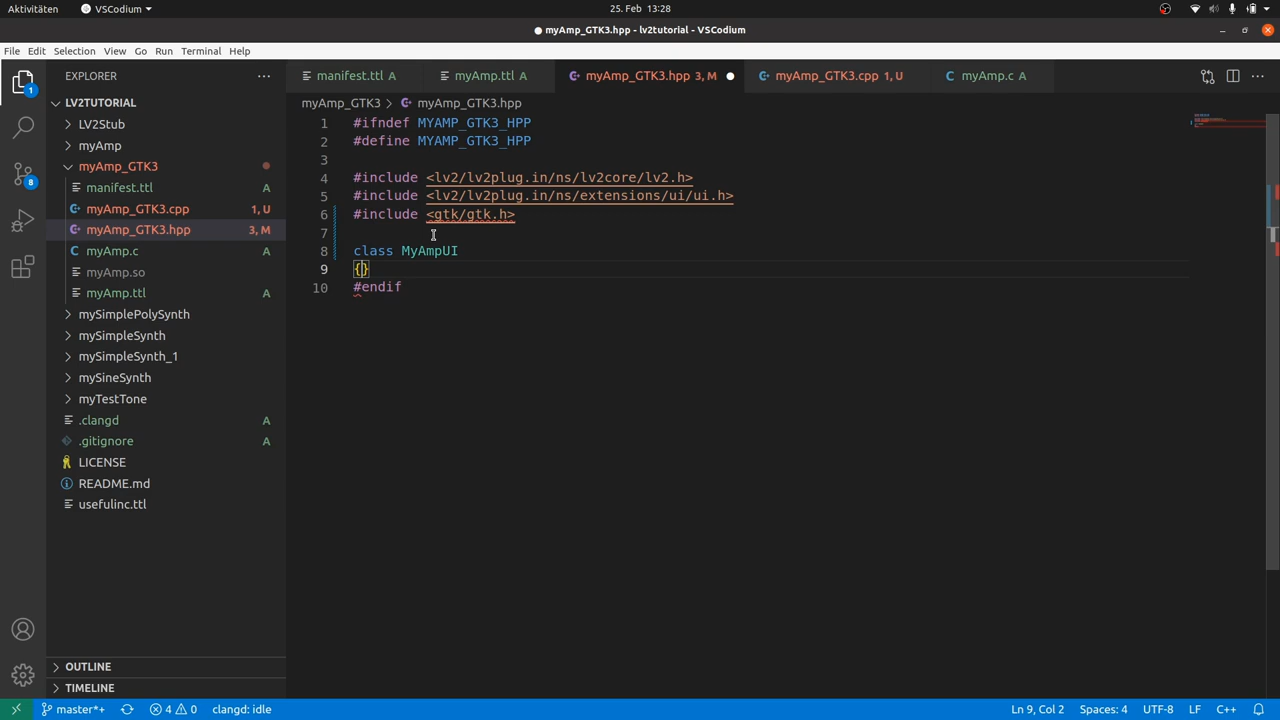 Aktivitäten VSCodium 25. Feb 13:28
myAmp_GTK3.hpp - lv2tutorial - VSCodium
File Edit Selection View Go Run Terminal Help
EXPLORER
manifest.ttl A myAmp.ttl A myAmp_GTK3.hpp 3, M myAmp_GTK3.cpp 1, U myAmp.c A
1
8
LV2TUTORIAL
LV2Stub
myAmp
myAmp_GTK3
manifest.ttl A
myAmp_GTK3.cpp 1, U
myAmp_GTK3.hpp 3, M
myAmp.c A
myAmp.so
myAmp.ttl A
mySimplePolySynth
mySimpleSynth
mySimpleSynth_1
mySineSynth
myTestTone
.clangd A
.gitignore A
LICENSE
README.md
usefulinc.ttl
OUTLINE
TIMELINE
myAmp_GTK3 > myAmp_GTK3.hpp
1 #ifndef MYAMP_GTK3_HPP
2 #define MYAMP_GTK3_HPP
3
4 #include <lv2/lv2plug.in/ns/lv2core/lv2.h>
5 #include <lv2/lv2plug.in/ns/extensions/ui/ui.h>
6 #include <gtk/gtk.h>
7
8 class MyAmpUI
9 {}
10 #endif
master*+ 4 0 clangd: idle Ln 9, Col 2 Spaces: 4 UTF-8 LF C++